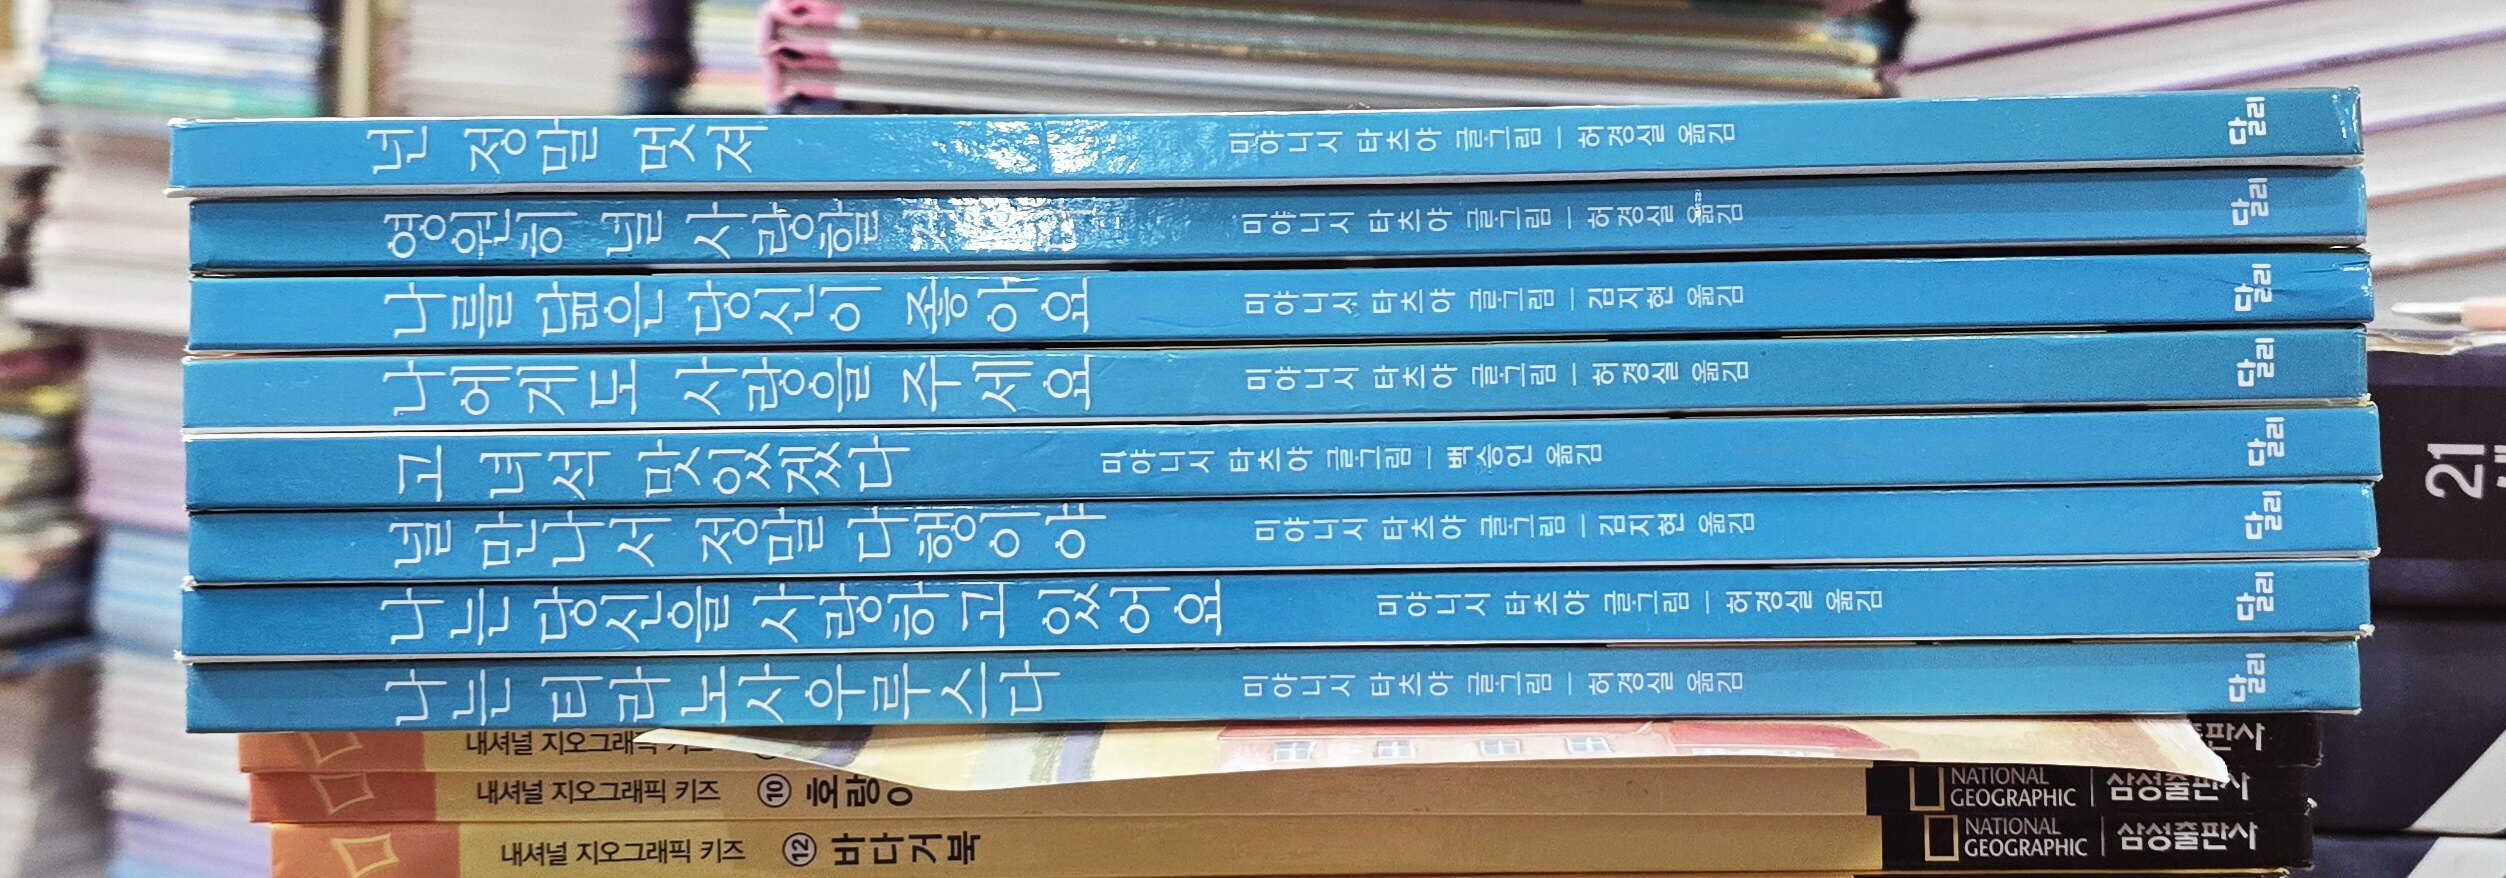 넌 정말 멋져 미야니시 타츠야 글·그림 – 허경실 옮김 달리
영원히 널 사랑할 미야니시 타츠야 글·그림 – 허경실 옮김 달리
나를 닮은 당신이 좋아요 미야니시 타츠야 글·그림 – 김지현 옮김 달리
나에게도 사랑을 주세요 미야니시 타츠야 글·그림 – 허경실 옮김 달리
고 녀석 맛있겠다 미야니시 타츠야 글·그림 – 백승인 옮김 달리
널 만나서 정말 다행이야 미야니시 타츠야 글·그림 – 김지현 옮김 달리
나는 당신을 사랑하고 있어요 미야니시 타츠야 글·그림 – 허경실 옮김 달리
나는 티라노사우루스다 미야니시 타츠야 글·그림 – 허경실 옮김 달리
내셔널 지오그래픽 키즈 출판사
내셔널 지오그래픽 키즈 ⑩ 호랑이 NATIONAL GEOGRAPHIC | 삼성출판사
내셔널 지오그래픽 키즈 ⑫ 바다거북 NATIONAL GEOGRAPHIC | 삼성출판사
21